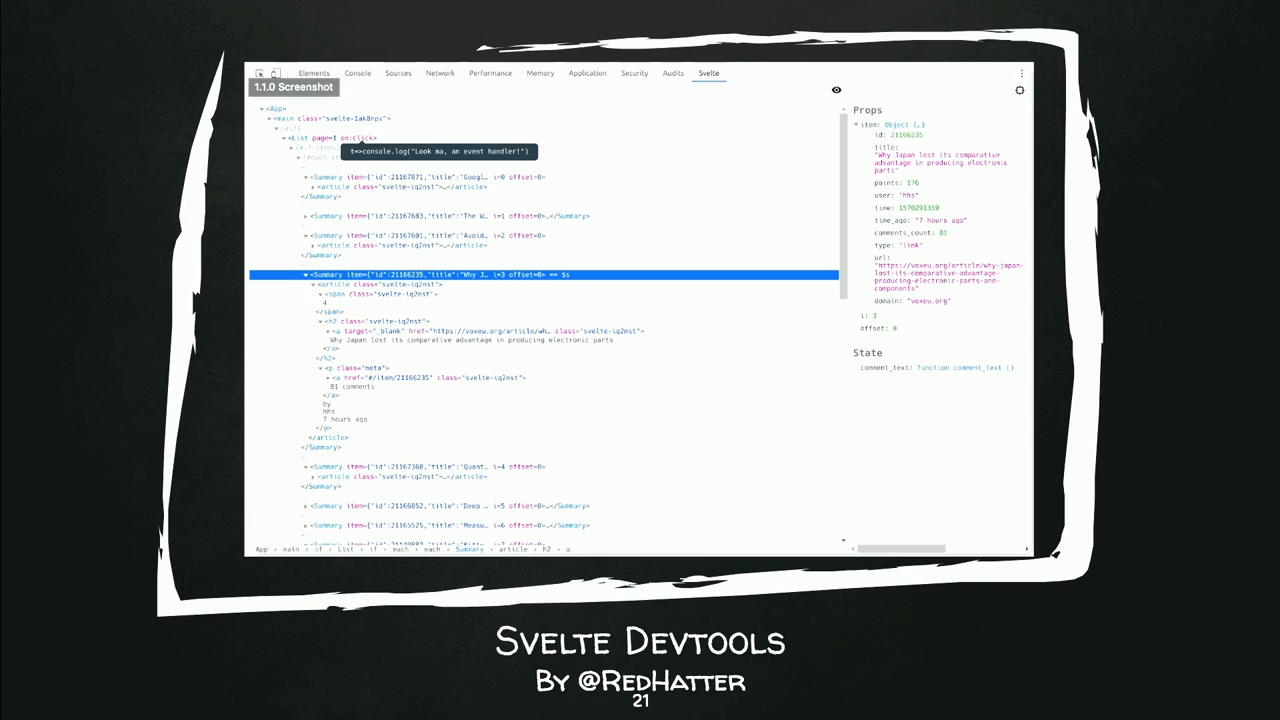 Elements Console Sources Network Performance Memory Application Security Audits Svelte
1.1.0 Screenshot
<App>
<main class="svelte-1ak8npv">
{#if}
<List page=1 on:click>
t=>console.log("Look ma, an event handler!")
<Summary item={"id":21167871,"title":"Googl… i=0 offset=0>
<article class="svelte-iq2nst">…</article>
</Summary>
<Summary item={"id":21167683,"title":"The W… i=1 offset=0>…</Summary>
<Summary item={"id":21167601,"title":"Avoid… i=2 offset=0>
<article class="svelte-iq2nst">…</article>
</Summary>
<Summary item={"id":21166235,"title":"Why J… i=3 offset=0> == $s
<article class="svelte-iq2nst">
<span class="svelte-iq2nst">
4
</span>
<h2 class="svelte-iq2nst">
<a target="_blank" href="https://voxeu.org/article/wh… class="svelte-iq2nst">
Why Japan lost its comparative advantage in producing electronic parts
</a>
</h2>
<p class="meta">
<a href="#/item/21166235" class="svelte-iq2nst">
81 comments
</a>
by
hhs
7 hours ago
</p>
</article>
</Summary>
<Summary item={"id":21167368,"title":"Quant… i=4 offset=0>
<article class="svelte-iq2nst">…</article>
</Summary>
<Summary item={"id":21166852,"title":"Deep … i=5 offset=0>…</Summary>
<Summary item={"id":21165525,"title":"Measu… i=6 offset=0>…</Summary>
App › main › if › List › if › each › each › Summary › article › h2 › a
Props
item: Object {…}
id: 21166235
title:
"Why Japan lost its comparative
advantage in producing electronic
parts"
points: 176
user: "hhs"
time: 1570291359
time_ago: "7 hours ago"
comments_count: 81
type: "link"
url:
"https://voxeu.org/article/why-japan-
lost-its-comparative-advantage-
producing-electronic-parts-and-
components"
domain: "voxeu.org"
i: 3
offset: 0
State
comment_text: function comment_text ()
Svelte Devtools
By @RedHatter
21